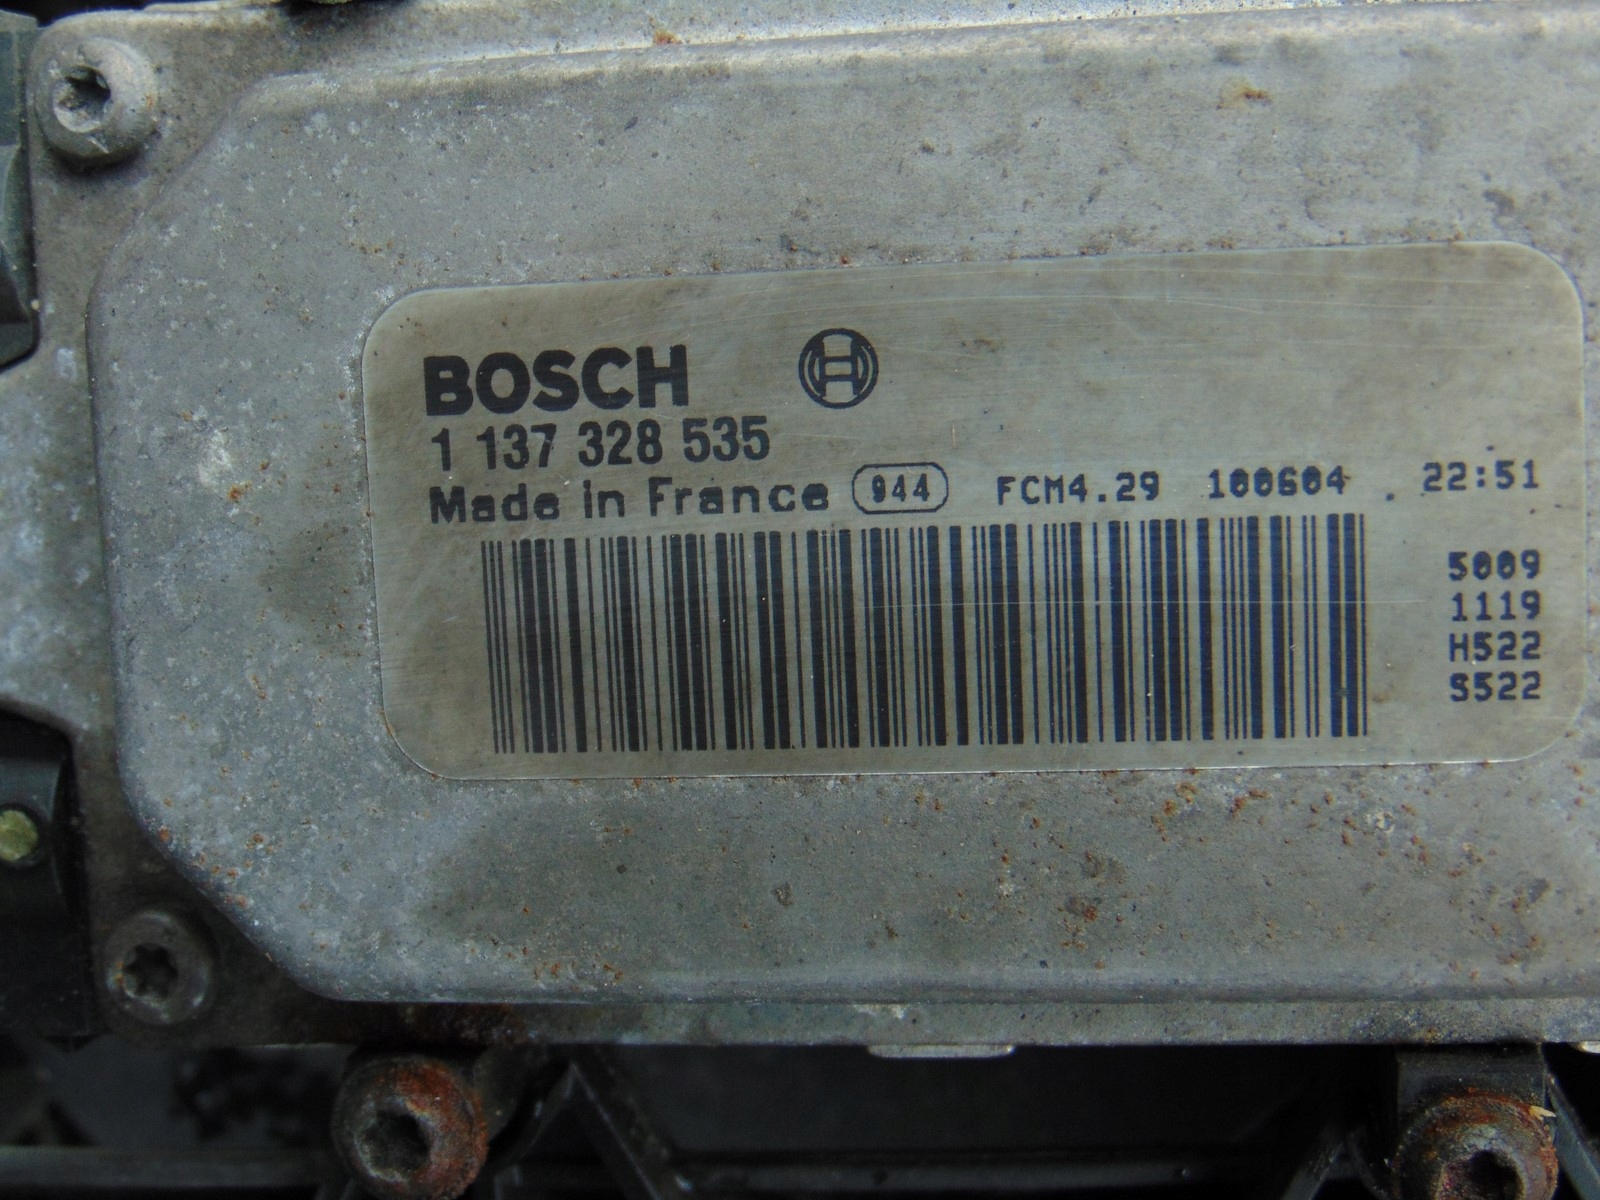 BOSCH
1 137 328 535
Made in France 944 FCM4.29 100604 . 22:51
5009
1119
H522
S522